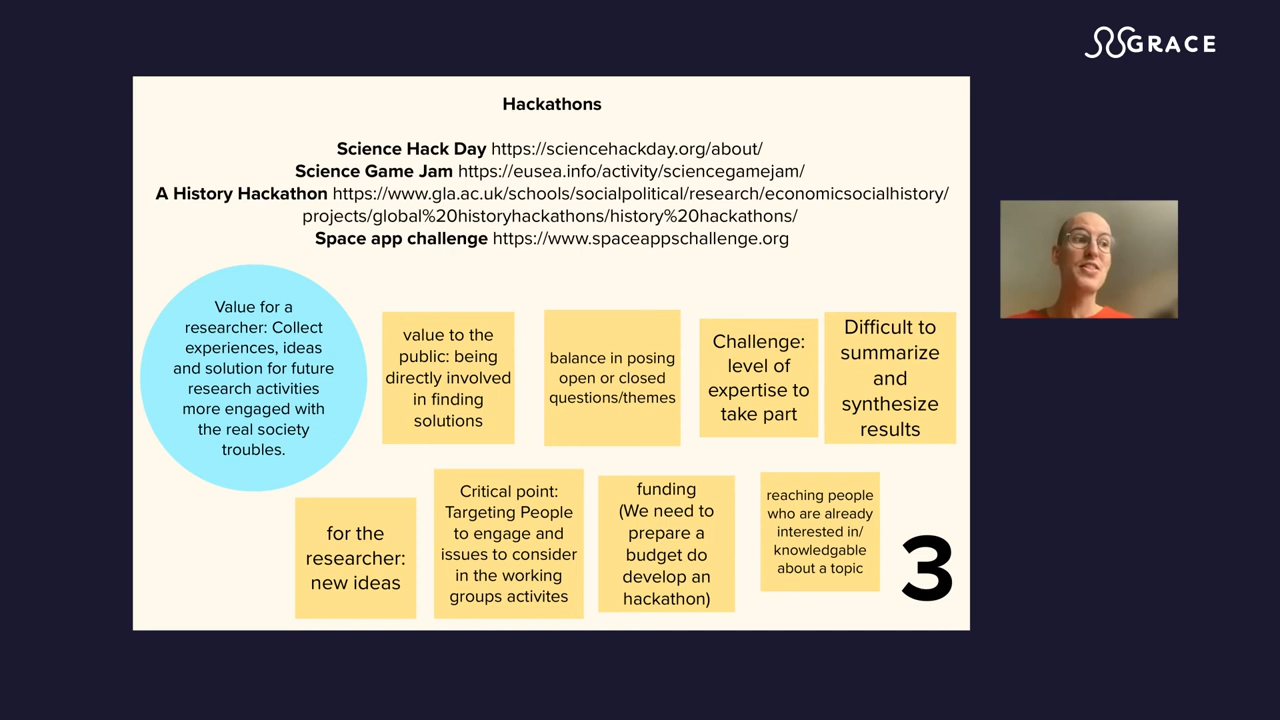 GRACE
Hackathons
Science Hack Day https://sciencehackday.org/about/
Science Game Jam https://eusea.info/activity/sciencegamejam/
A History Hackathon https://www.gla.ac.uk/schools/socialpolitical/research/economicsocialhistory/
projects/global%20historyhackathons/history%20hackathons/
Space app challenge https://www.spaceappschallenge.org
Value for a
researcher: Collect
experiences, ideas
and solution for future
research activities
more engaged with
the real society
troubles.
value to the
public: being
directly involved
in finding
solutions
balance in posing
open or closed
questions/themes
Challenge:
level of
expertise to
take part
Difficult to
summarize
and
synthesize
results
for the
researcher:
new ideas
Critical point:
Targeting People
to engage and
issues to consider
in the working
groups activites
funding
(We need to
prepare a
budget do
develop an
hackathon)
reaching people
who are already
interested in/
knowledgable
about a topic
3